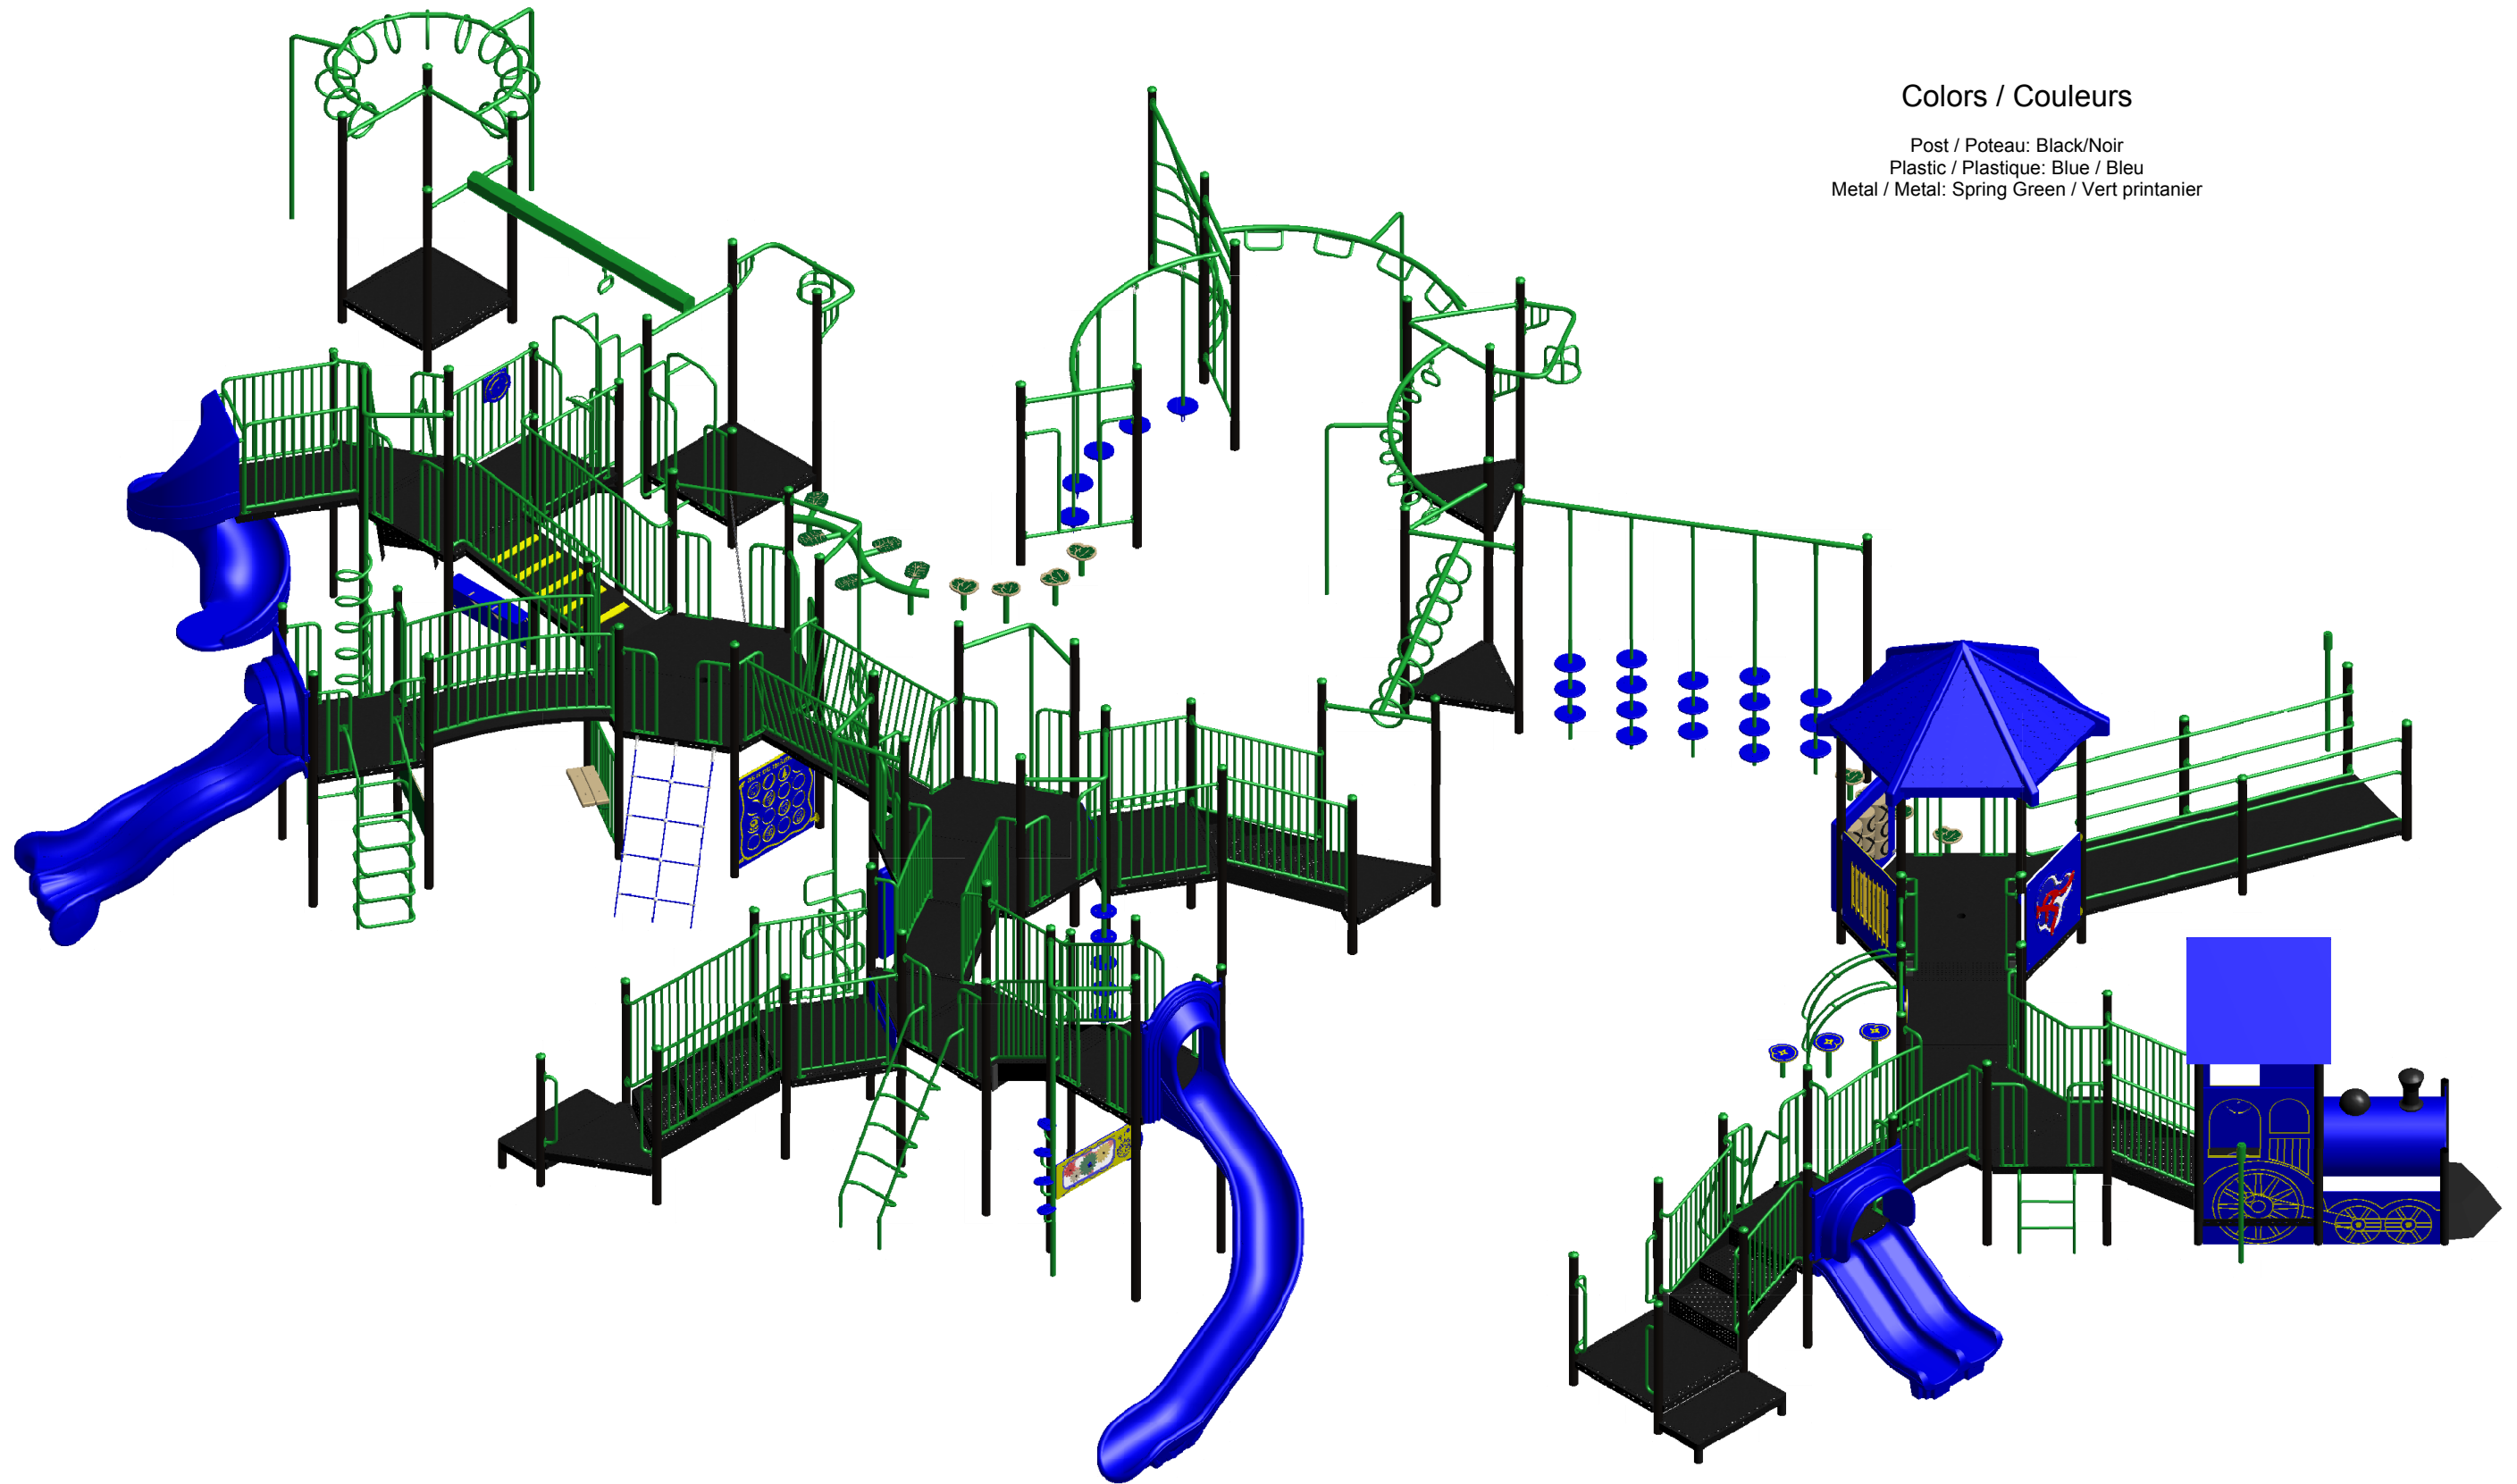 Colors / Couleurs
Post / Poteau: Black/Noir
Plastic / Plastique: Blue / Bleu
Metal / Metal: Spring Green / Vert printanier